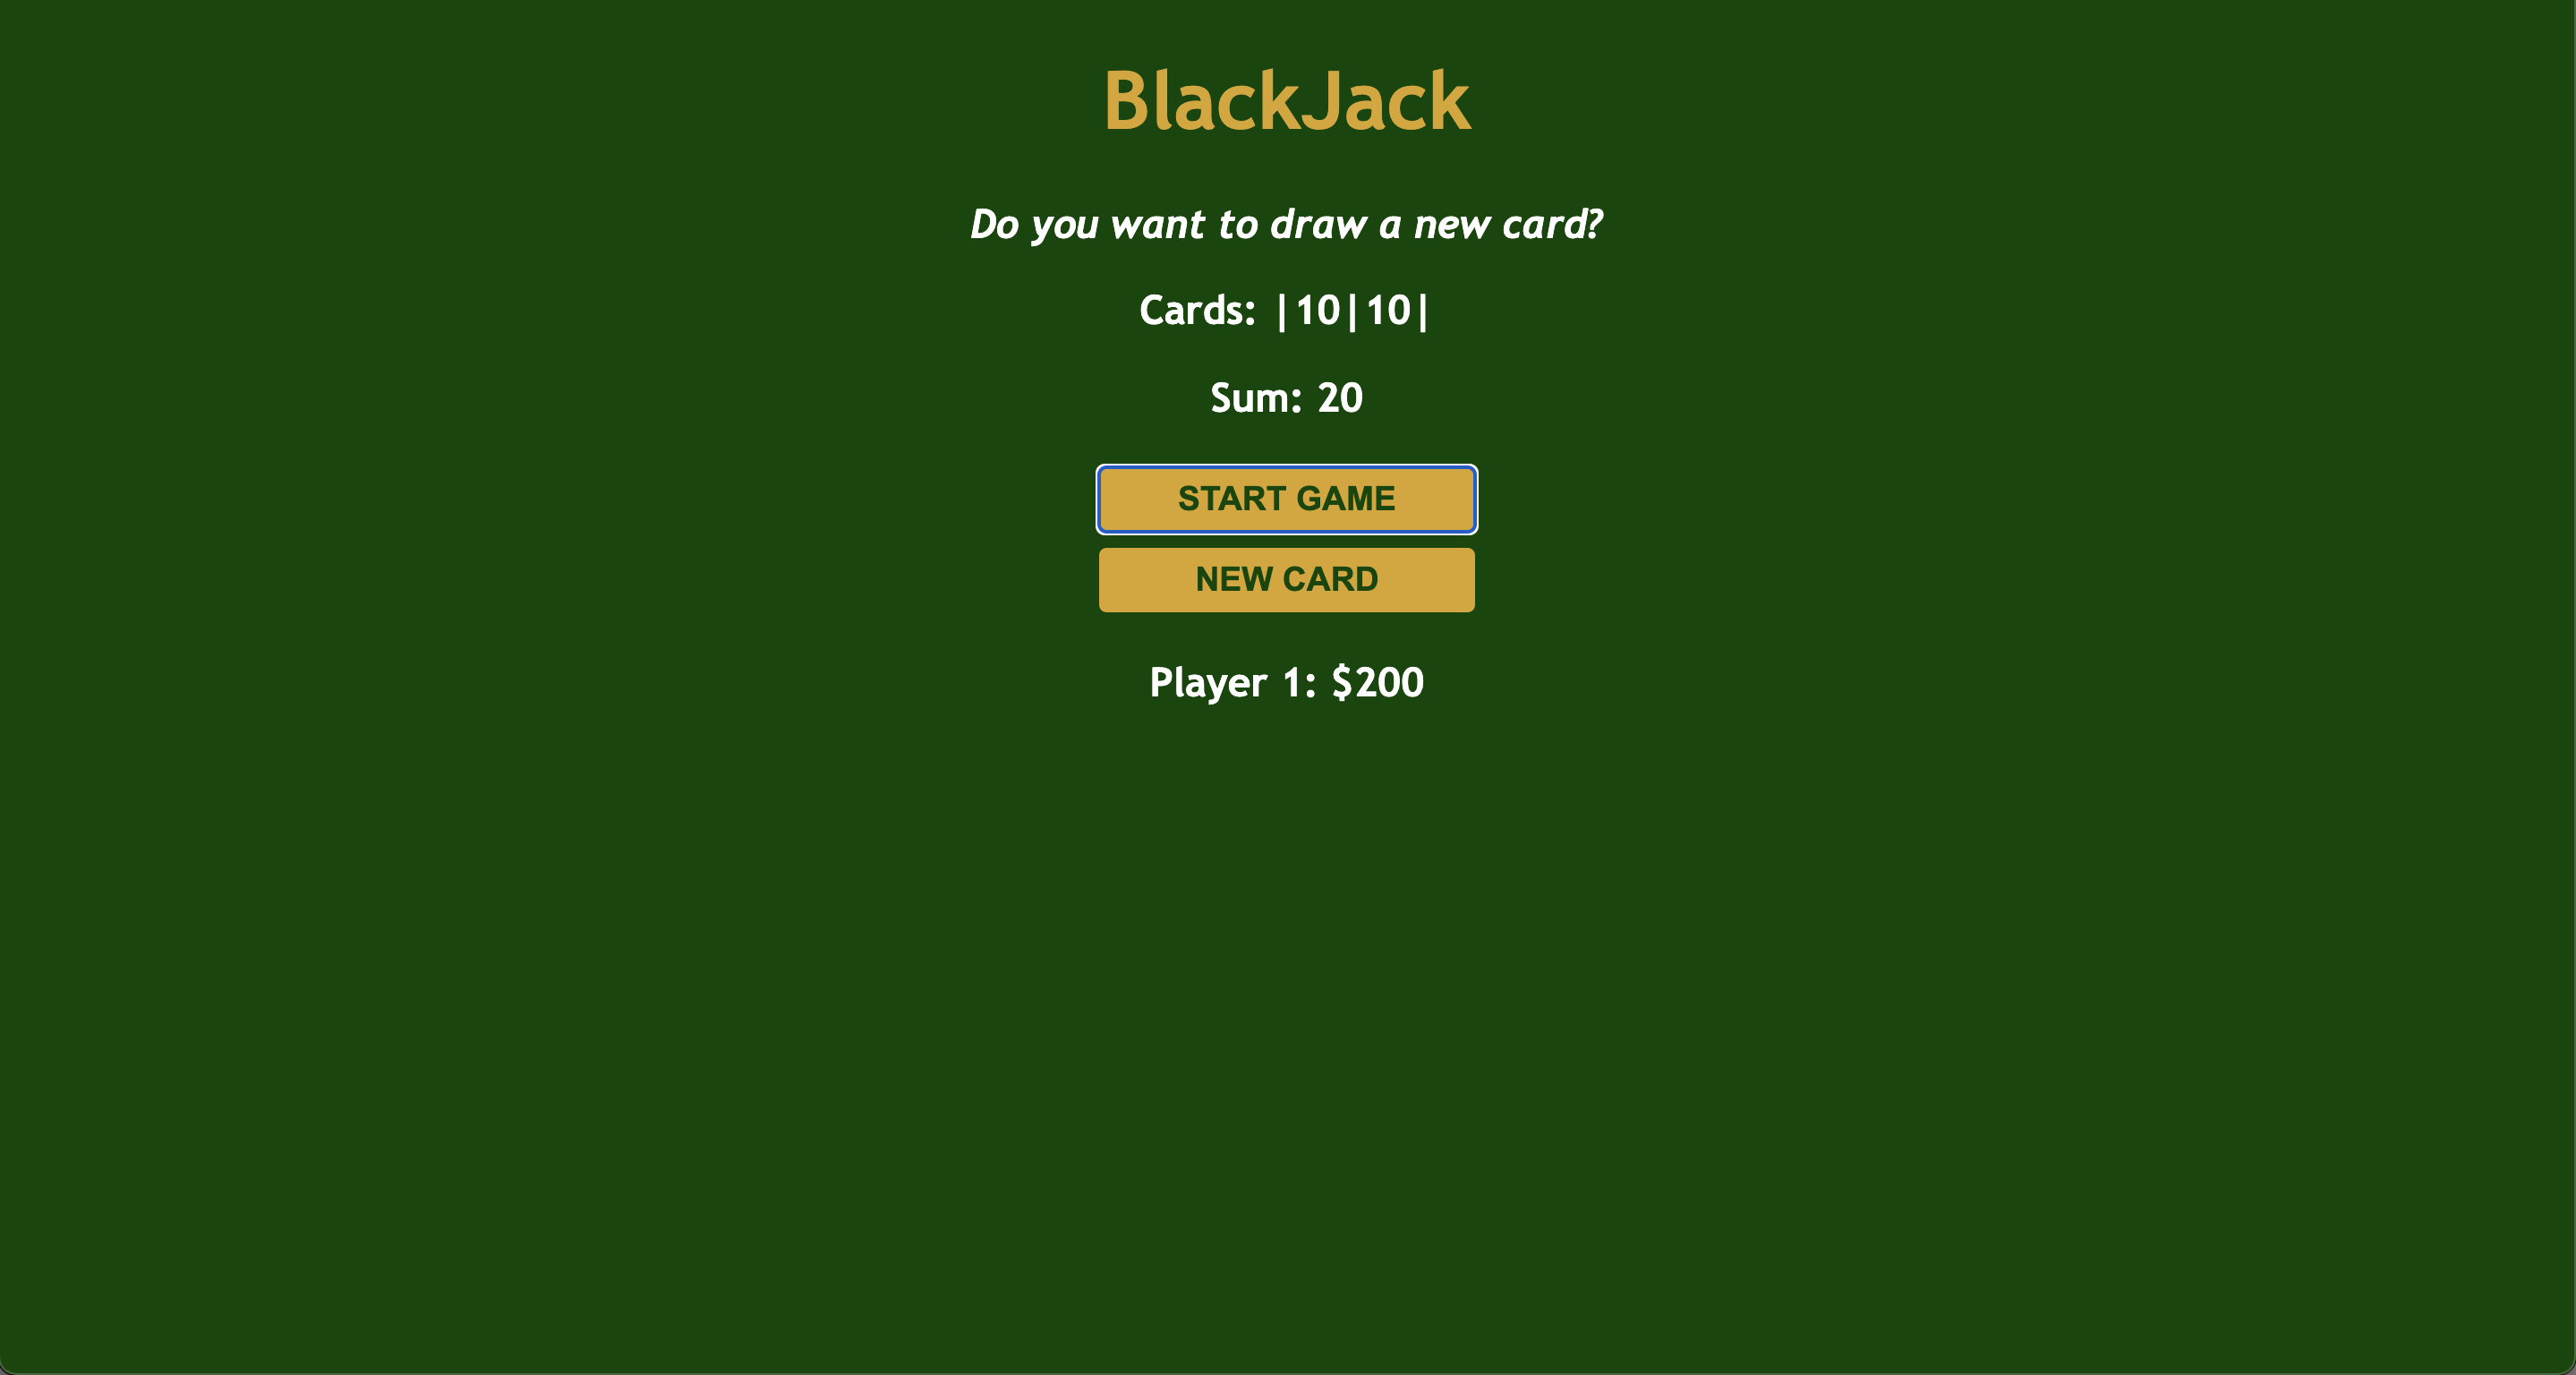 BlackJack
Do you want to draw a new card?
Cards: |10|10|
Sum: 20
START GAME
NEW CARD
Player 1: $200